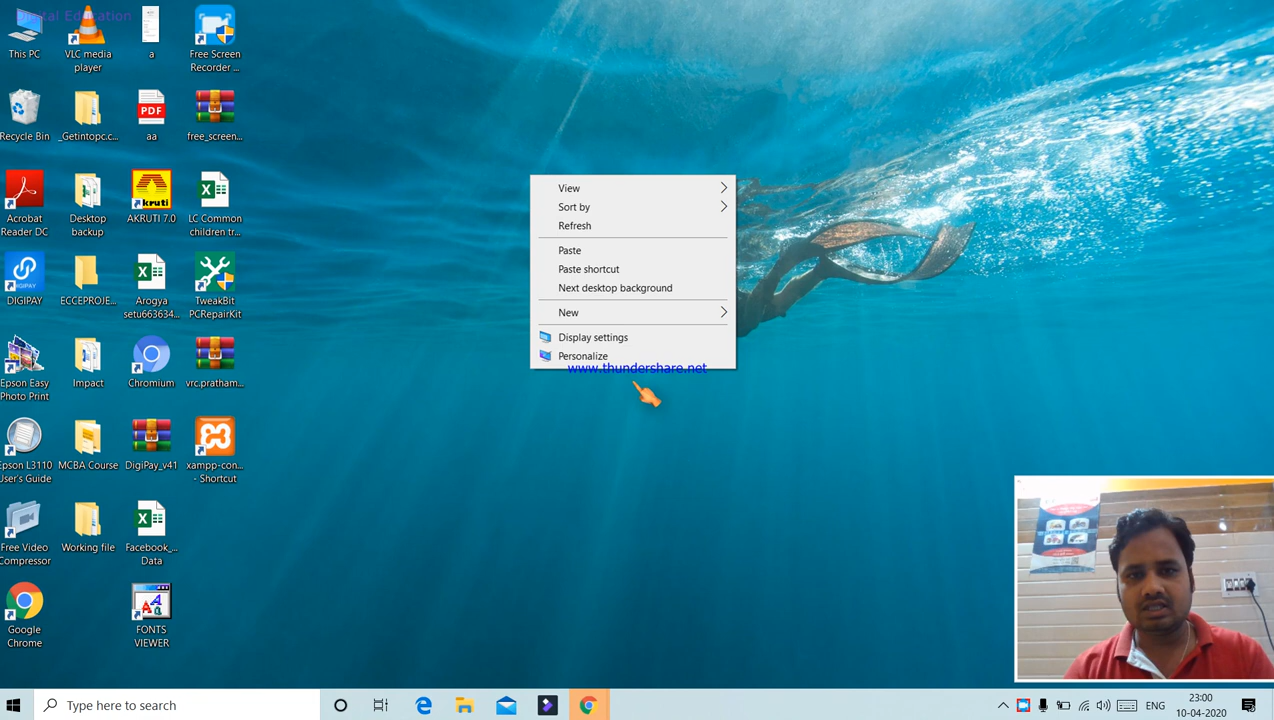 Digital Education
This PC
VLC media
player
a
Free Screen
Recorder ...
Recycle Bin
_Getintopc.c...
PDF
aa
free_screen...
Acrobat
Reader DC
Desktop
backup
AKRUTI 7.0
LC Common
children tr...
DIGIPAY
DIGIPAY
ECCEPROJE...
Arogya
setu663634...
TweakBit
PCRepairKit
Epson Easy
Photo Print
Impact
Chromium
vrc.pratham...
Epson L3110
User's Guide
MCBA Course
DigiPay_v41
xampp-con...
- Shortcut
Free Video
Compressor
Working file
Facebook_...
Data
Google
Chrome
FONTS
VIEWER
View
Sort by
Refresh
Paste
Paste shortcut
Next desktop background
New
Display settings
Personalize
www.thundershare.net
Type here to search
ENG
23:00
10-04-2020